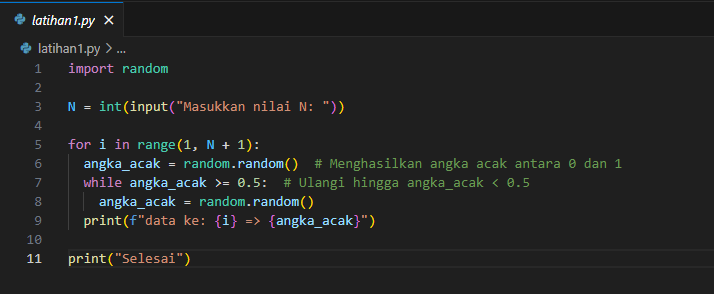 latihan1.py ×
latihan1.py > ...
1 import random
2
3 N = int(input("Masukkan nilai N: "))
4
5 for i in range(1, N + 1):
6   angka_acak = random.random()  # Menghasilkan angka acak antara 0 dan 1
7   while angka_acak >= 0.5:  # Ulangi hingga angka_acak < 0.5
8     angka_acak = random.random()
9   print(f"data ke: {i} => {angka_acak}")
10
11 print("Selesai")